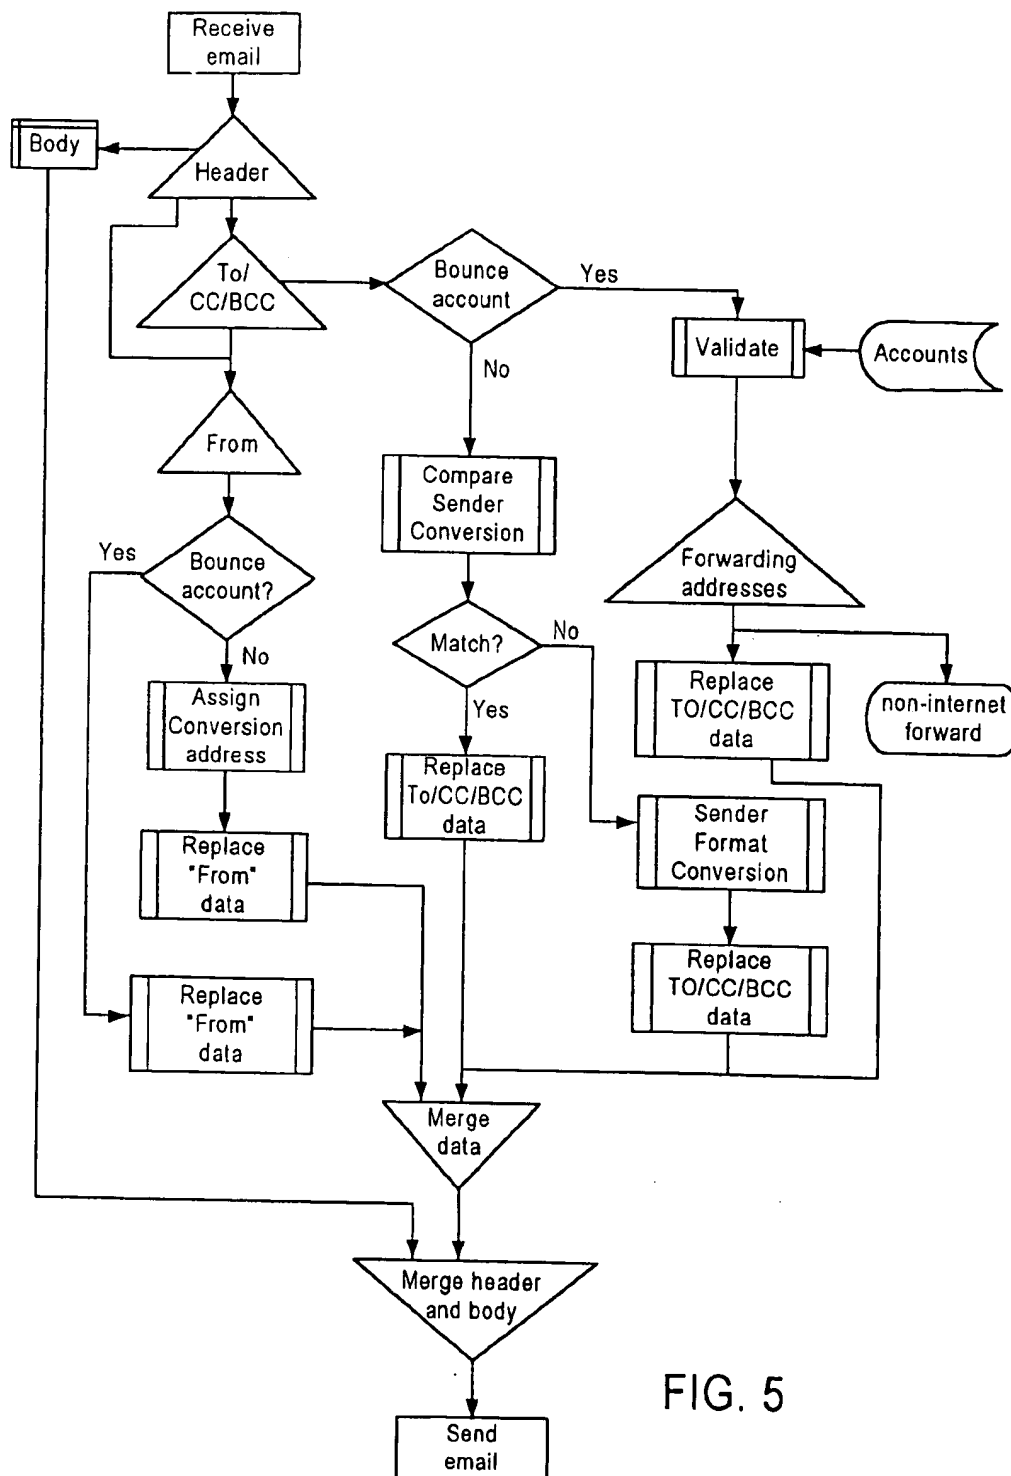 Receive
email
Body
Header
To/
CC/BCC
Bounce
account
Yes
Validate
Accounts
No
From
Compare
Sender
Conversion
Forwarding
addresses
Yes
Bounce
account?
Match?
No
No
Replace
TO/CC/BCC
data
non-internet
forward
Assign
Conversion
address
Yes
Replace
To/CC/BCC
data
Sender
Format
Conversion
Replace
"From"
data
Replace
TO/CC/BCC
data
Replace
"From"
data
Merge
data
Merge header
and body
Send
email
FIG. 5